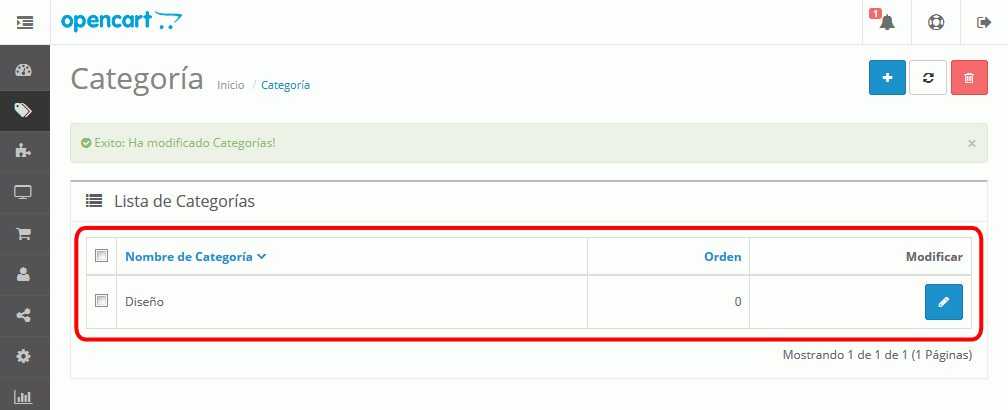 opencart
1
Categoría Inicio / Categoría
Exito: Ha modificado Categorías! ×
Lista de Categorías
Nombre de Categoría Orden Modificar
Diseño 0
Mostrando 1 de 1 de 1 (1 Páginas)